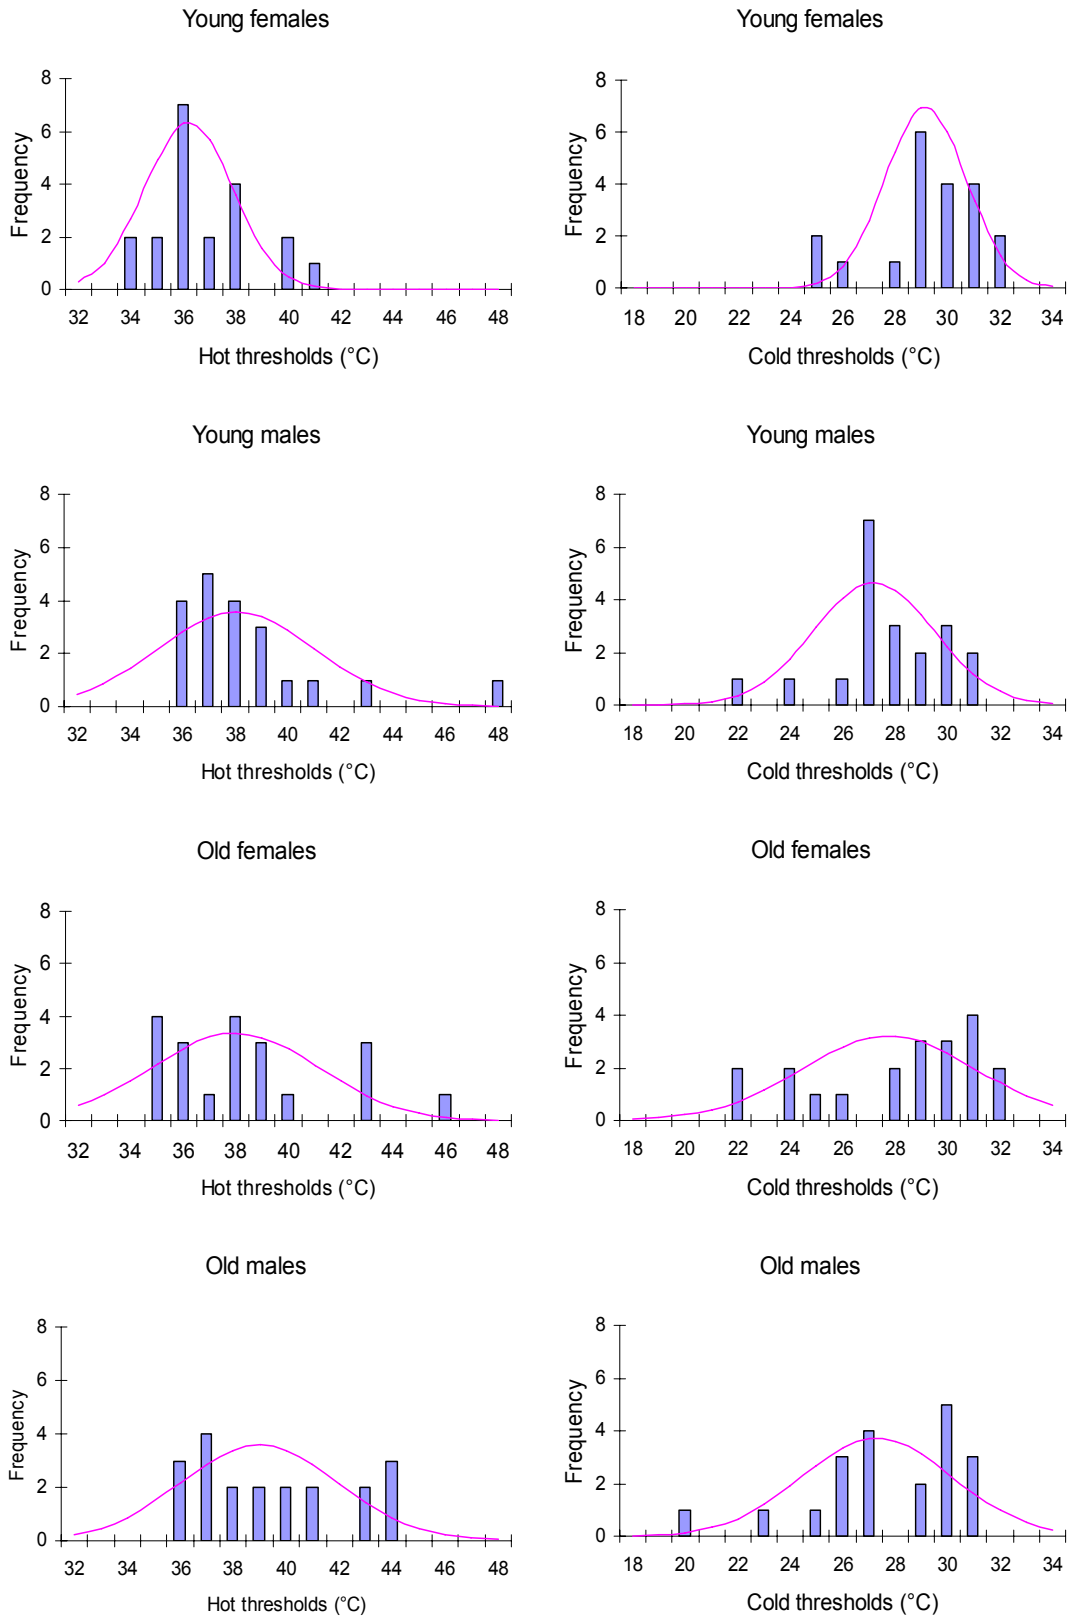 Young females
8
6
4
2
0
Frequency
32 34 36 38 40 42 44 46 48
Hot thresholds (°C)
Young females
8
6
4
2
0
Frequency
18 20 22 24 26 28 30 32 34
Cold thresholds (°C)
Young males
8
6
4
2
0
Frequency
32 34 36 38 40 42 44 46 48
Hot thresholds (°C)
Young males
8
6
4
2
0
Frequency
18 20 22 24 26 28 30 32 34
Cold thresholds (°C)
Old females
8
6
4
2
0
Frequency
32 34 36 38 40 42 44 46 48
Hot thresholds (°C)
Old females
8
6
4
2
0
Frequency
18 20 22 24 26 28 30 32 34
Cold thresholds (°C)
Old males
8
6
4
2
0
Frequency
32 34 36 38 40 42 44 46 48
Hot thresholds (°C)
Old males
8
6
4
2
0
Frequency
18 20 22 24 26 28 30 32 34
Cold thresholds (°C)